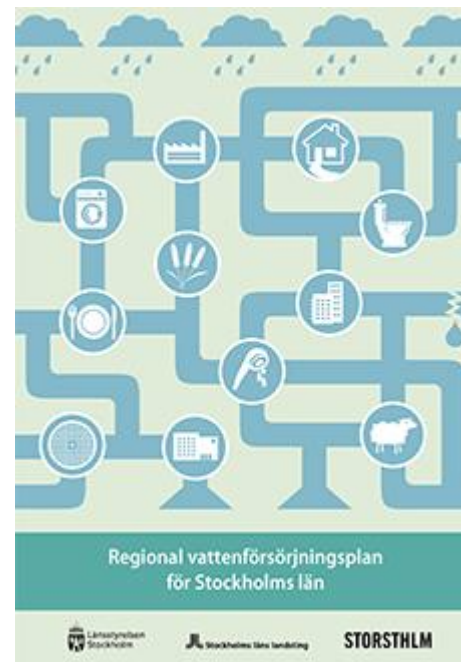 Regional vattenförsörjningsplan
för Stockholms län
Länsstyrelsen
Stockholm
Stockholms läns landsting
STORSTHLM